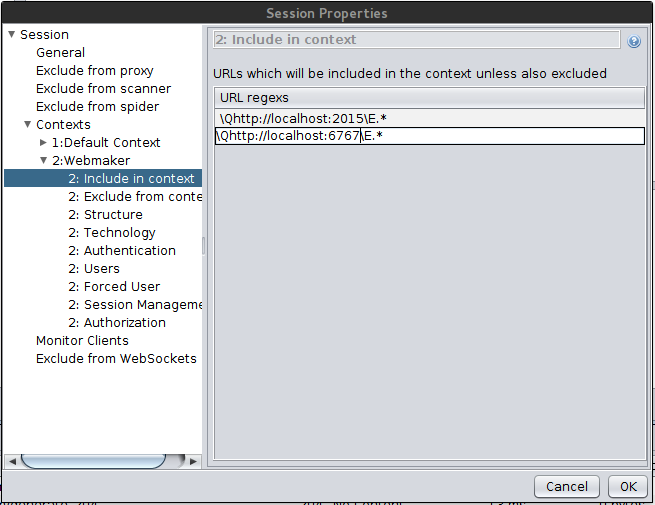 Session Properties
Session
General
Exclude from proxy
Exclude from scanner
Exclude from spider
Contexts
1:Default Context
2:Webmaker
2: Include in context
2: Exclude from conte
2: Structure
2: Technology
2: Authentication
2: Users
2: Forced User
2: Session Manageme
2: Authorization
Monitor Clients
Exclude from WebSockets
2: Include in context
URLs which will be included in the context unless also excluded
URL regexs
\Qhttp://localhost:2015\E.*
\Qhttp://localhost:6767\E.*
Cancel
OK